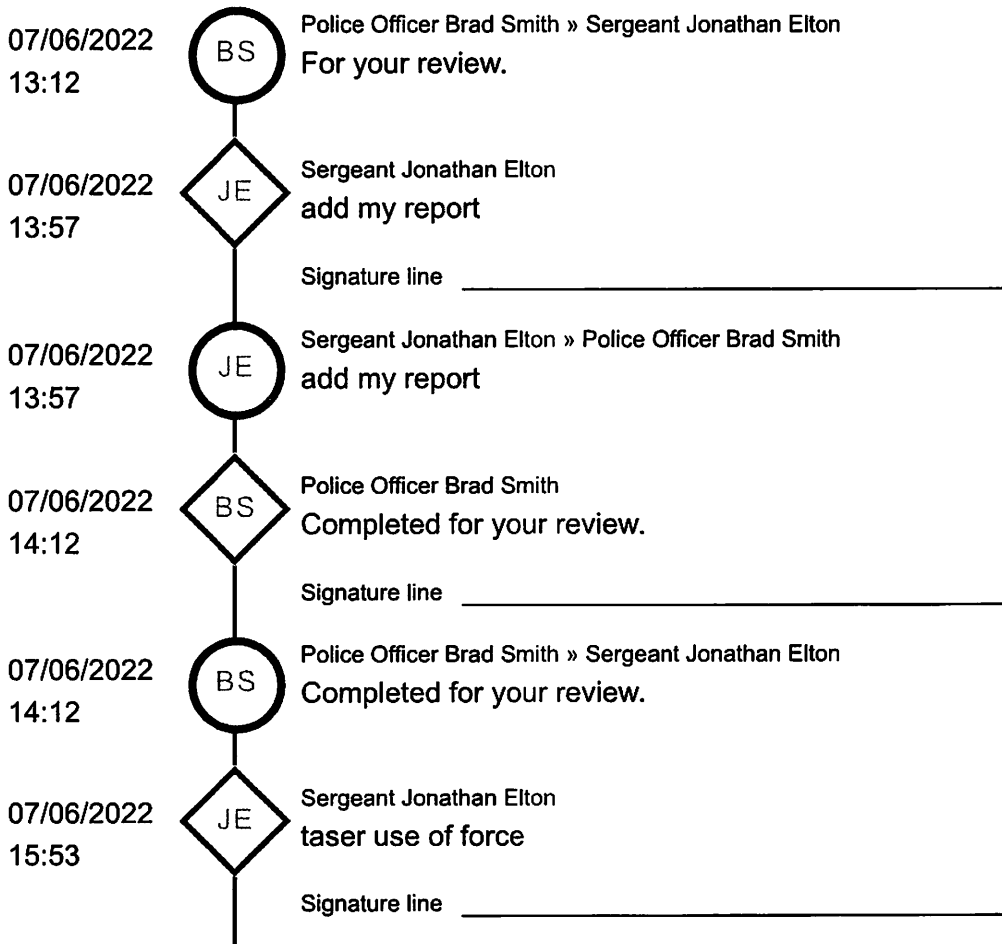 07/06/2022
13:12
BS
Police Officer Brad Smith » Sergeant Jonathan Elton
For your review.
07/06/2022
13:57
JE
Sergeant Jonathan Elton
add my report
Signature line
07/06/2022
13:57
JE
Sergeant Jonathan Elton » Police Officer Brad Smith
add my report
07/06/2022
14:12
BS
Police Officer Brad Smith
Completed for your review.
Signature line
07/06/2022
14:12
BS
Police Officer Brad Smith » Sergeant Jonathan Elton
Completed for your review.
07/06/2022
15:53
JE
Sergeant Jonathan Elton
taser use of force
Signature line